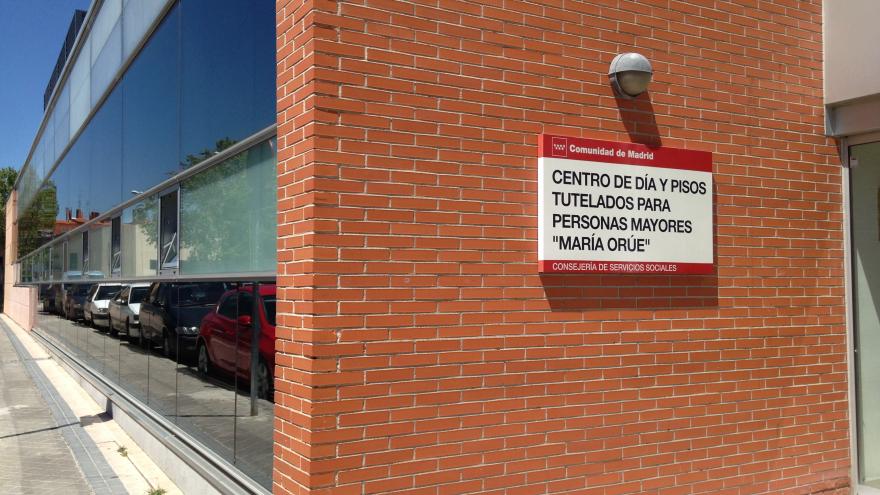 Comunidad de Madrid
CENTRO DE DÍA Y PISOS
TUTELADOS PARA
PERSONAS MAYORES
"MARÍA ORÚE"
CONSEJERÍA DE SERVICIOS SOCIALES